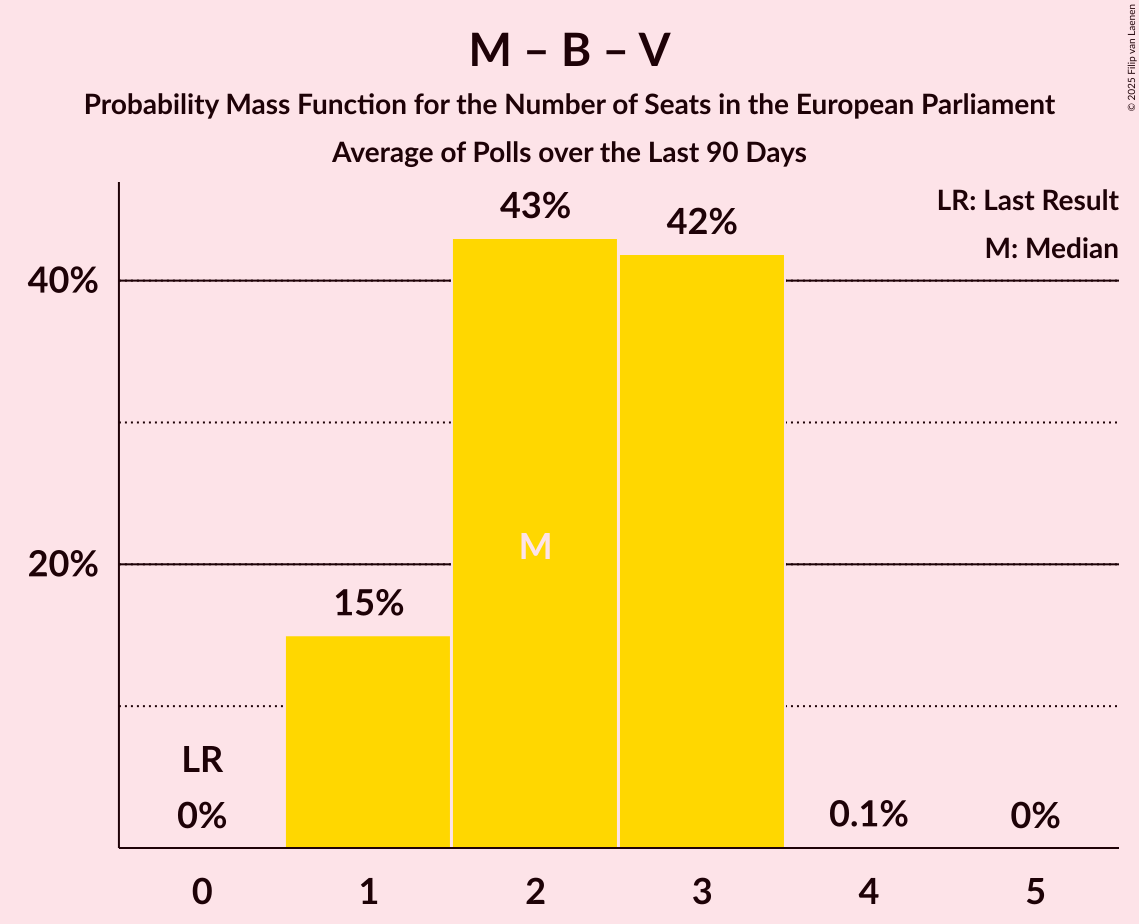 M – B – V
Probability Mass Function for the Number of Seats in the European Parliament
Average of Polls over the Last 90 Days
© 2025 Filip van Laenen
LR: Last Result
M: Median
43%
42%
40%
M
20%
15%
LR
0%
0.1%
0%
0
1
2
3
4
5